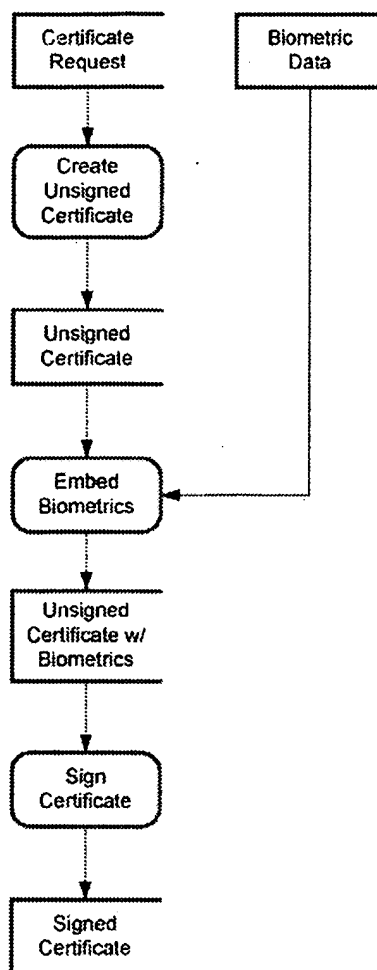 Certificate
Request
Biometric
Data
Create
Unsigned
Certificate
Unsigned
Certificate
Embed
Biometrics
Unsigned
Certificate w/
Biometrics
Sign
Certificate
Signed
Certificate